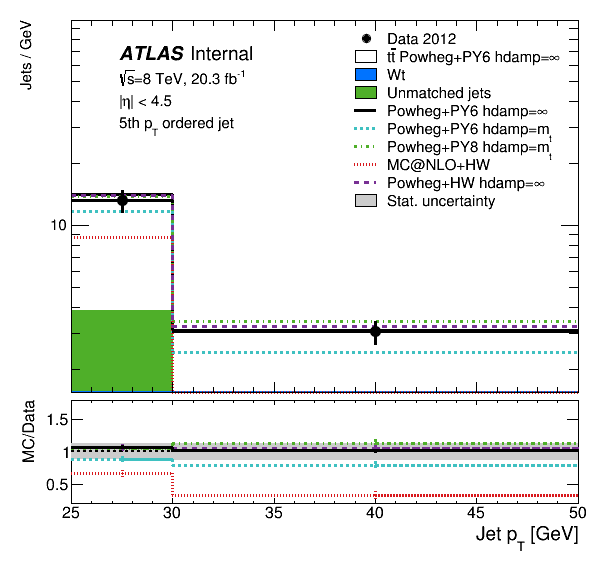 Jets / GeV
ATLAS Internal
√s=8 TeV, 20.3 fb⁻¹
|η| < 4.5
5th p_T ordered jet
Data 2012
tt̄ Powheg+PY6 hdamp=∞
Wt
Unmatched jets
Powheg+PY6 hdamp=∞
Powheg+PY6 hdamp=m_t
Powheg+PY8 hdamp=m_t
MC@NLO+HW
Powheg+HW hdamp=∞
Stat. uncertainty
10
MC/Data
1.5
1
0.5
25 30 35 40 45 50
Jet p_T [GeV]